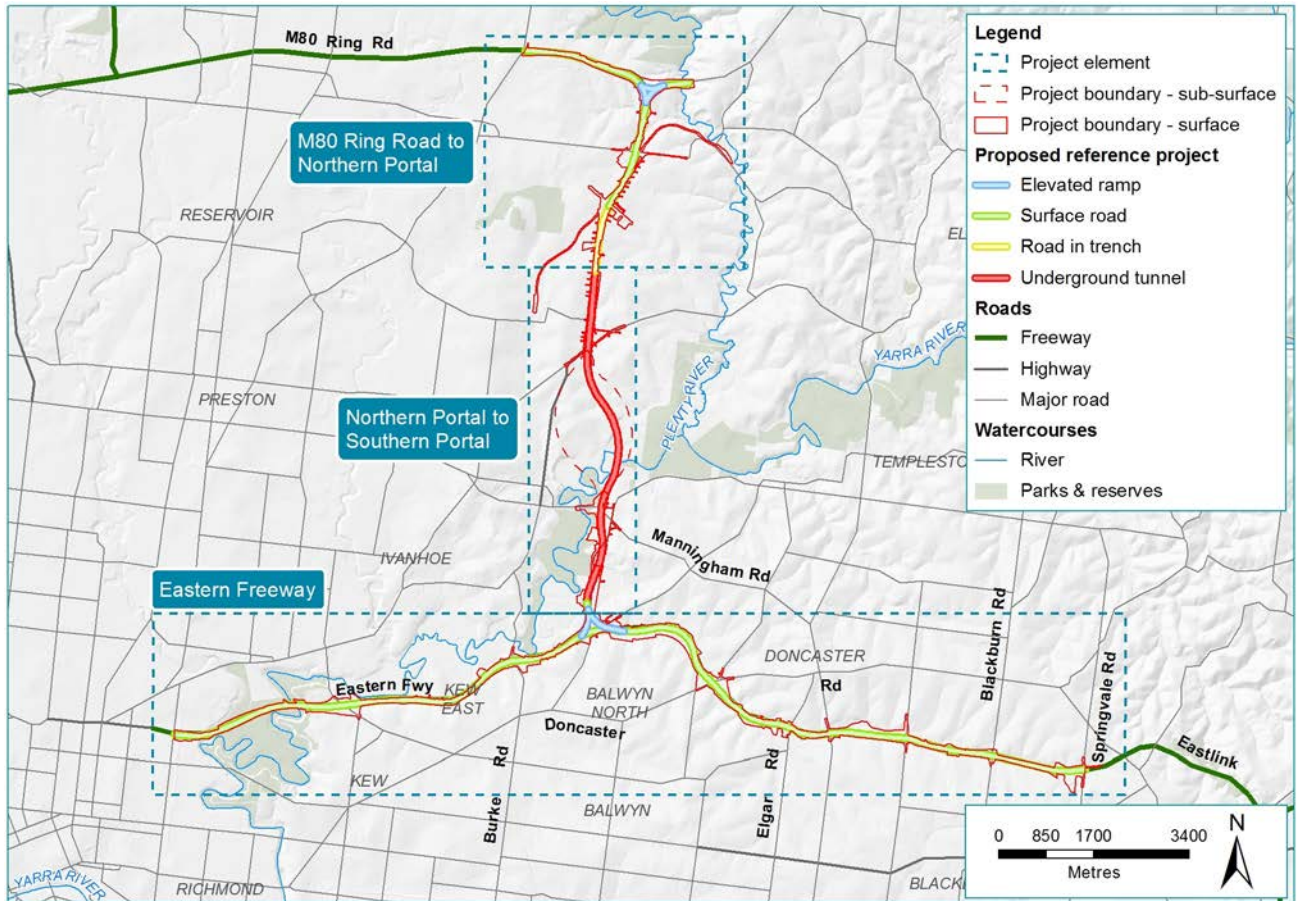 M80 Ring Rd
M80 Ring Road to
Northern Portal
RESERVOIR
PRESTON
Northern Portal to
Southern Portal
PLENTY RIVER
YARRA RIVER
TEMPLESTO
IVANHOE
Manningham Rd
Eastern Freeway
Eastern Fwy
KEW
EAST
BALWYN
NORTH
DONCASTER
Doncaster
Rd
Blackburn Rd
Springvale Rd
Eastlink
KEW
Burke Rd
BALWYN
Elgar Rd
RICHMOND
YARRA RIVER
BLACK
EL
Legend
Project element
Project boundary - sub-surface
Project boundary - surface
Proposed reference project
Elevated ramp
Surface road
Road in trench
Underground tunnel
Roads
Freeway
Highway
Major road
Watercourses
River
Parks & reserves
0 850 1700 3400
Metres
N